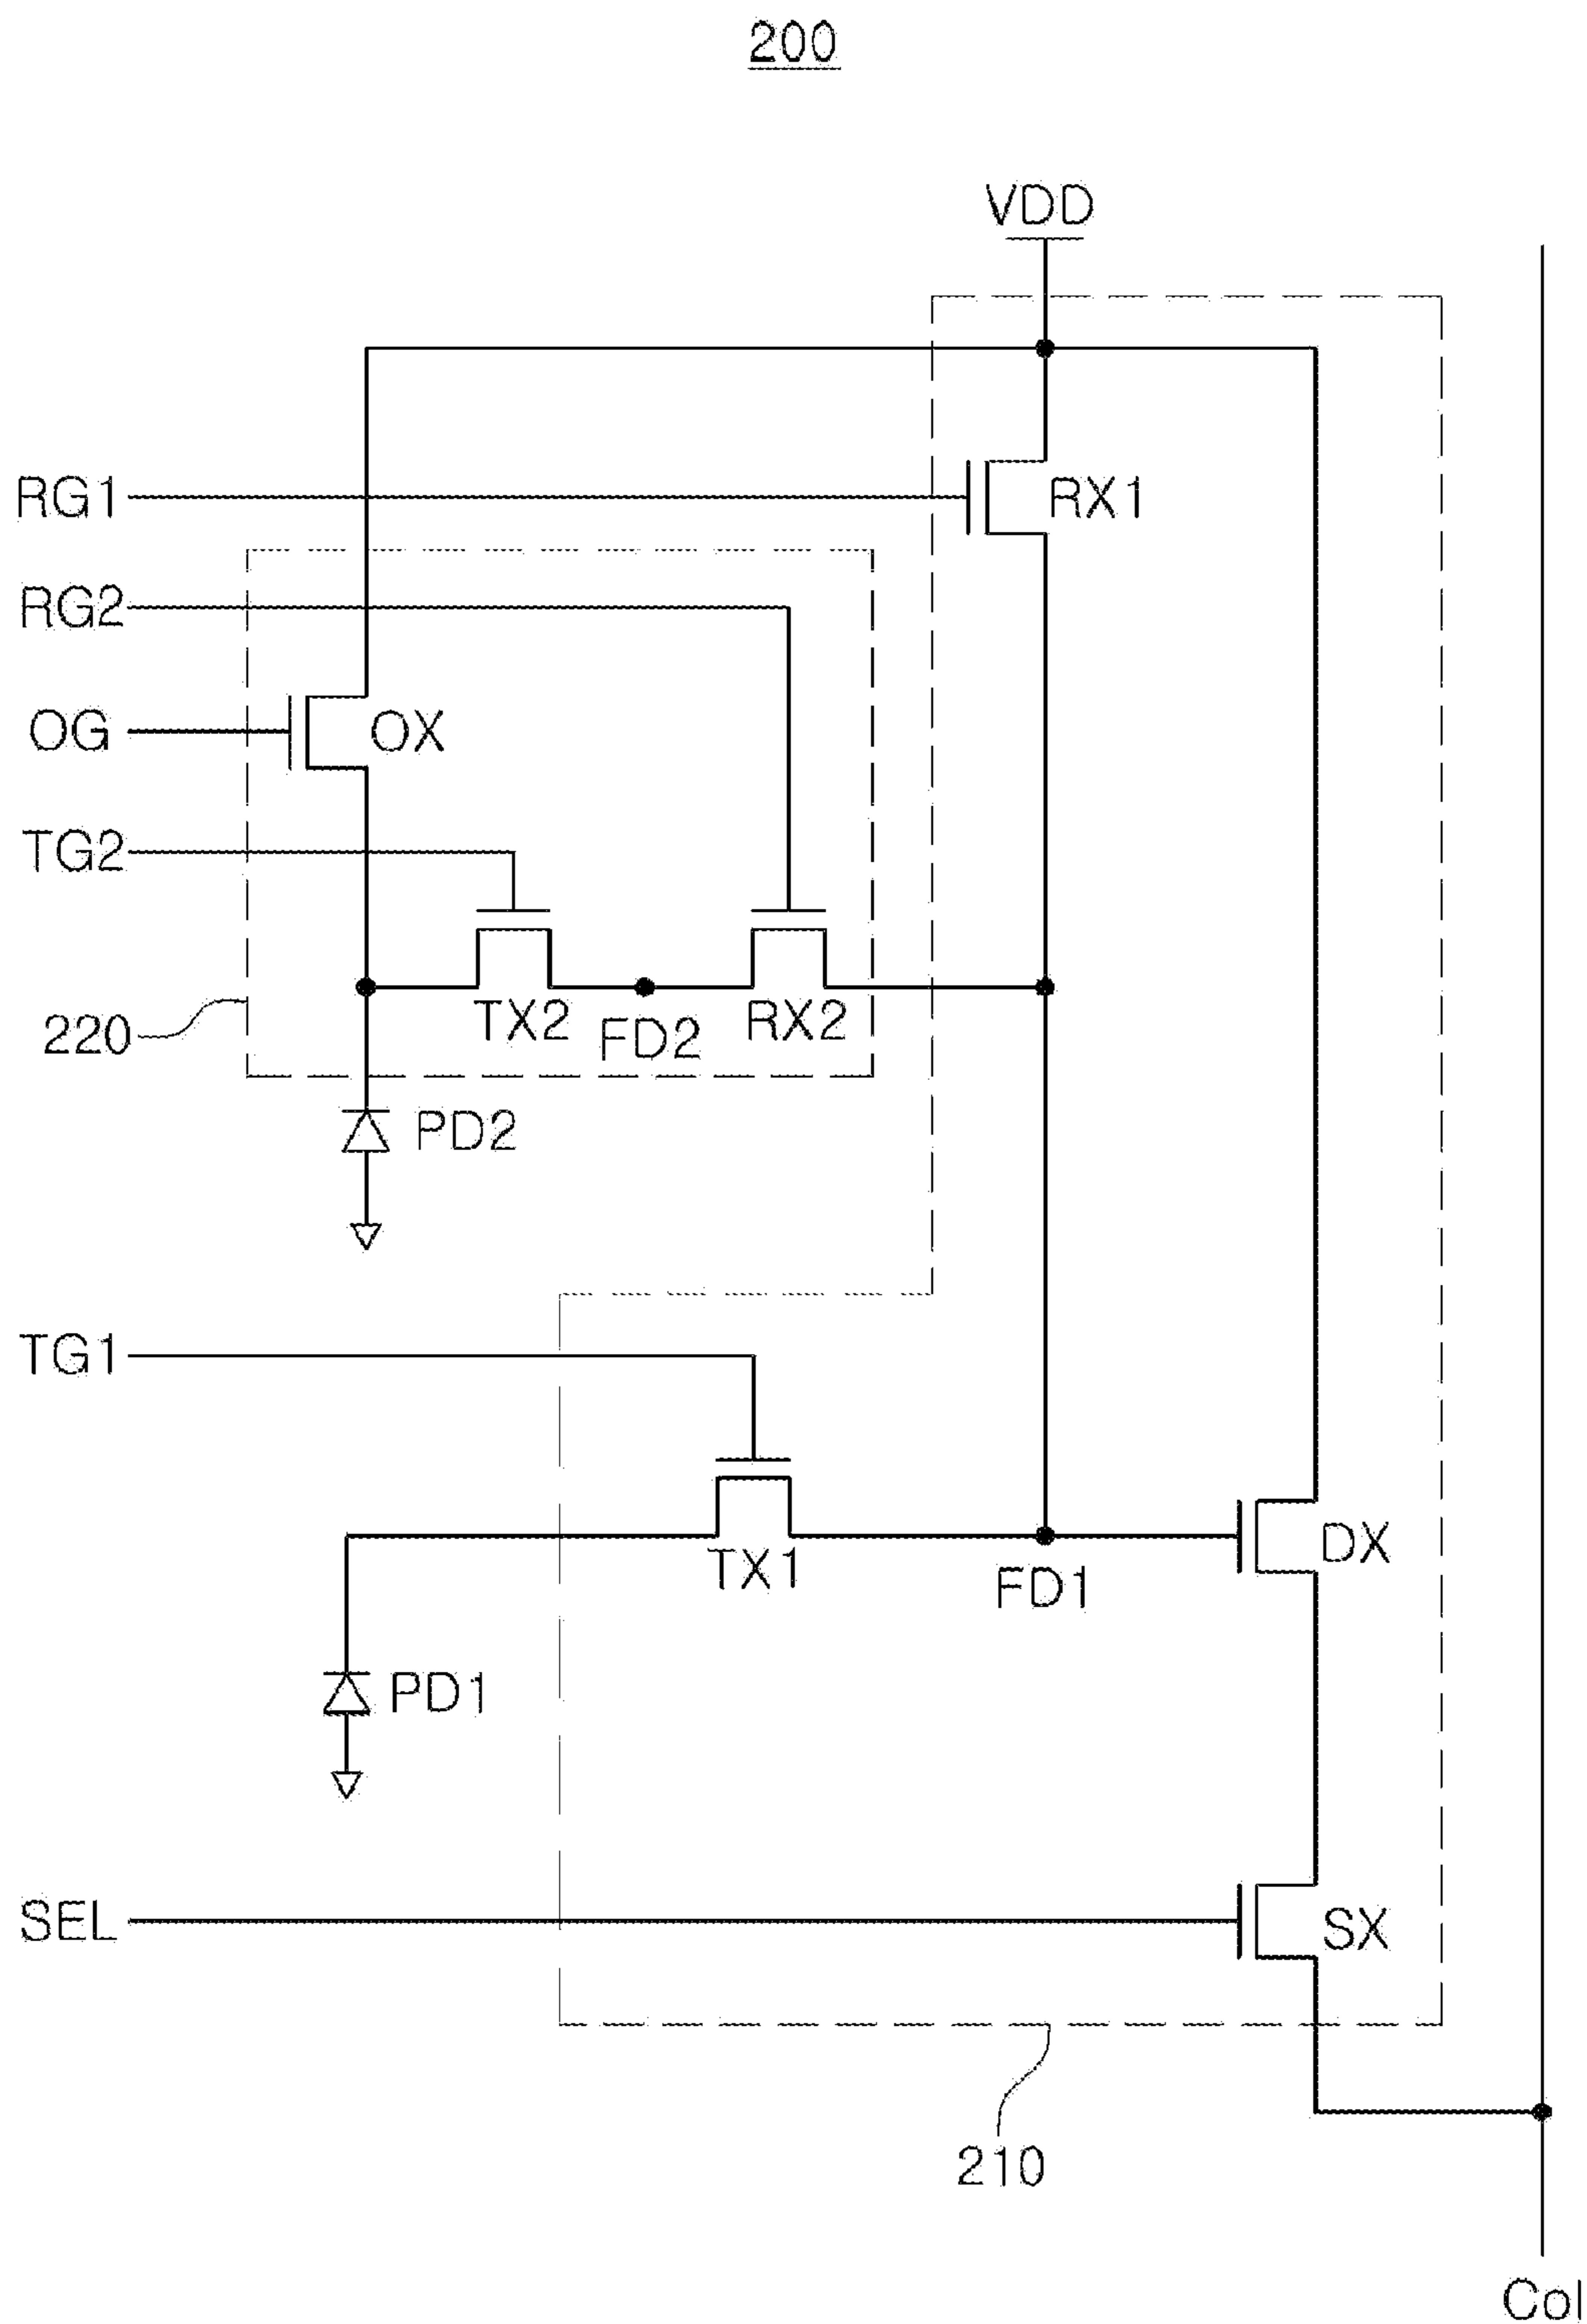 200
VDD
RG1
RX1
RG2
OG
OX
TG2
TX2
FD2
RX2
220
PD2
TG1
TX1
FD1
DX
PD1
SEL
SX
210
Col